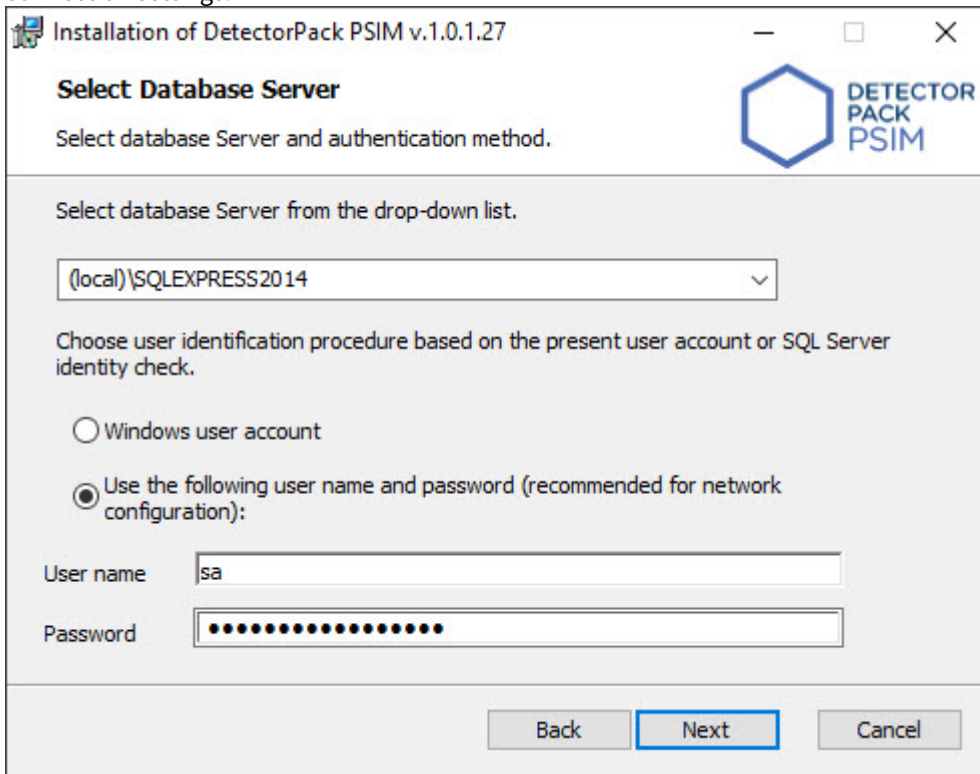 Installation of DetectorPack PSIM v.1.0.1.27
Select Database Server
Select database Server and authentication method.
DETECTOR
PACK
PSIM
Select database Server from the drop-down list.
(local)\SQLEXPRESS2014
Choose user identification procedure based on the present user account or SQL Server
identity check.
Windows user account
Use the following user name and password (recommended for network
configuration):
User name
sa
Password
•••••••••••••••••
Back
Next
Cancel